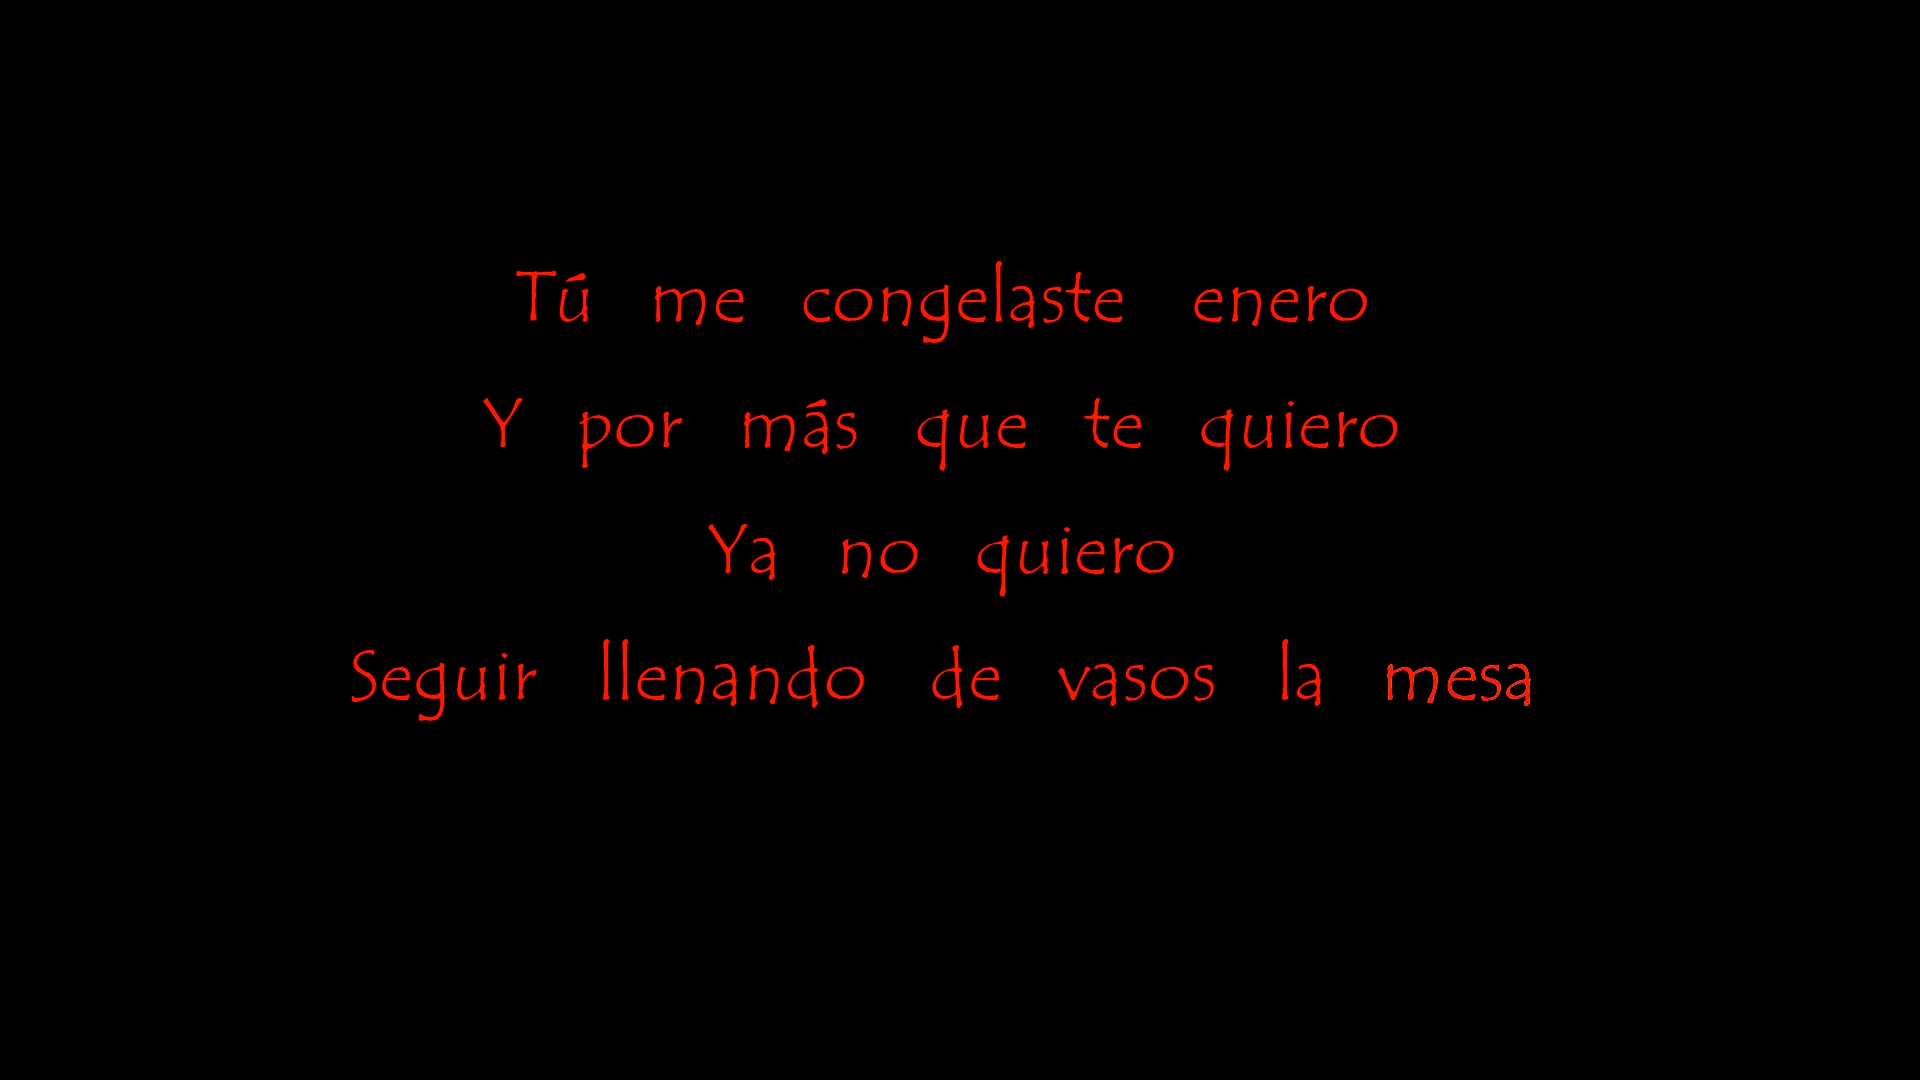 Tú me congelaste enero
Y por más que te quiero
Ya no quiero
Seguir llenando de vasos la mesa